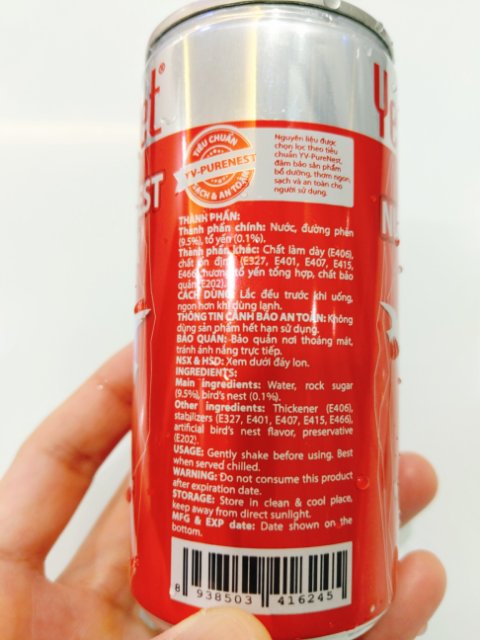 et®
Ye
EST
N
TIÊU CHUẨN
YV-PURENEST
SẠCH & AN TOÀN
Nguyên liệu được
chọn lọc theo tiêu
chuẩn YV-PureNest,
đảm bảo sản phẩm
bổ dưỡng, thơm ngon,
sạch và an toàn cho
người sử dụng.
THÀNH PHẦN:
Thành phần chính: Nước, đường phèn
(9.5%), tổ yến (0.1%).
Thành phần khác: Chất làm dày (E406),
chất ổn định (E327, E401, E407, E415,
E466), hương tổ yến tổng hợp, chất bảo
quản (E202).
CÁCH DÙNG: Lắc đều trước khi uống,
ngon hơn khi dùng lạnh.
THÔNG TIN CẢNH BÁO AN TOÀN: Không
dùng sản phẩm hết hạn sử dụng.
BẢO QUẢN: Bảo quản nơi thoáng mát,
tránh ánh nắng trực tiếp.
NSX & HSD: Xem dưới đáy lon.
INGREDIENTS:
Main ingredients: Water, rock sugar
(9.5%), bird's nest (0.1%).
Other ingredients: Thickener (E406),
stabilizers (E327, E401, E407, E415, E466),
artificial bird's nest flavor, preservative
(E202).
USAGE: Gently shake before using. Best
when served chilled.
WARNING: Do not consume this product
after expiration date.
STORAGE: Store in clean & cool place,
keep away from direct sunlight.
MFG & EXP date: Date shown on the
bottom.
8 938503 416245